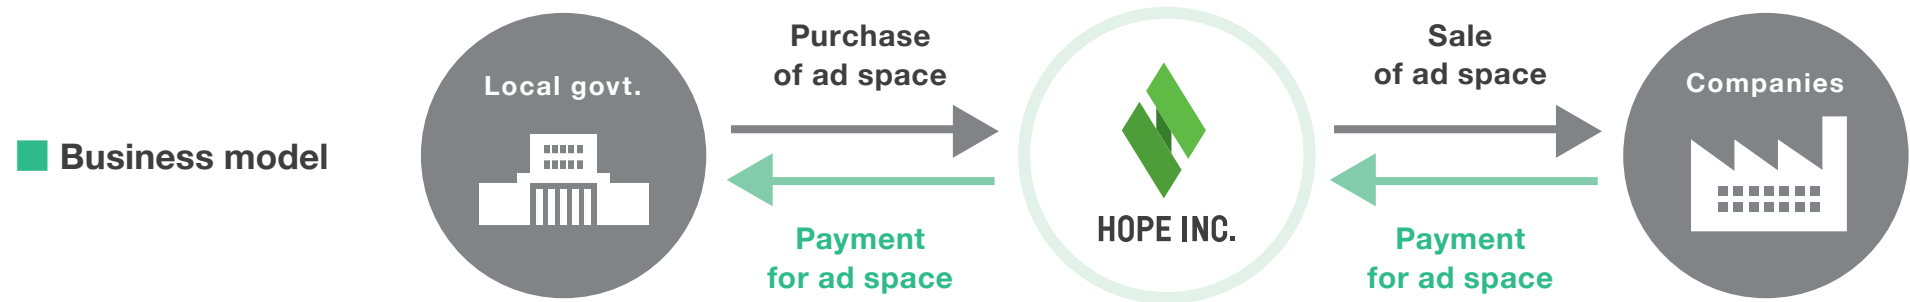 Business model
Local govt.
Purchase
of ad space
Payment
for ad space
HOPE INC.
Sale
of ad space
Payment
for ad space
Companies